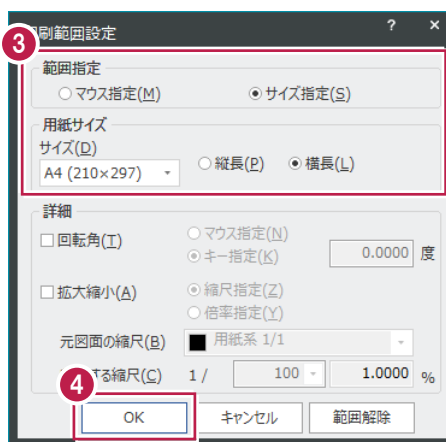 刷範囲設定 ? ×
3
範囲指定
マウス指定(M) サイズ指定(S)
用紙サイズ
サイズ(D)
A4 (210×297) 縦長(P) 横長(L)
詳細
回転角(T) マウス指定(N)
キー指定(K) 0.0000 度
拡大縮小(A) 縮尺指定(Z)
倍率指定(Y)
元図面の縮尺(B) 用紙系 1/1
する縮尺(C) 1 / 100 1.0000 %
4
OK キャンセル 範囲解除